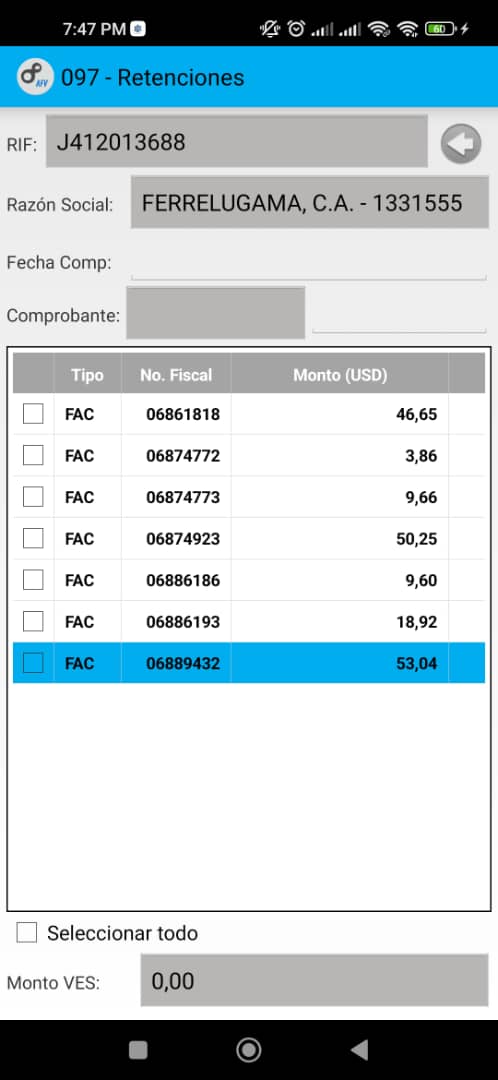 7:47 PM
60
AFV
097 - Retenciones
RIF: J412013688
Razón Social: FERRELUGAMA, C.A. - 1331555
Fecha Comp:
Comprobante:
Tipo No. Fiscal Monto (USD)
FAC 06861818 46,65
FAC 06874772 3,86
FAC 06874773 9,66
FAC 06874923 50,25
FAC 06886186 9,60
FAC 06886193 18,92
FAC 06889432 53,04
Seleccionar todo
Monto VES: 0,00